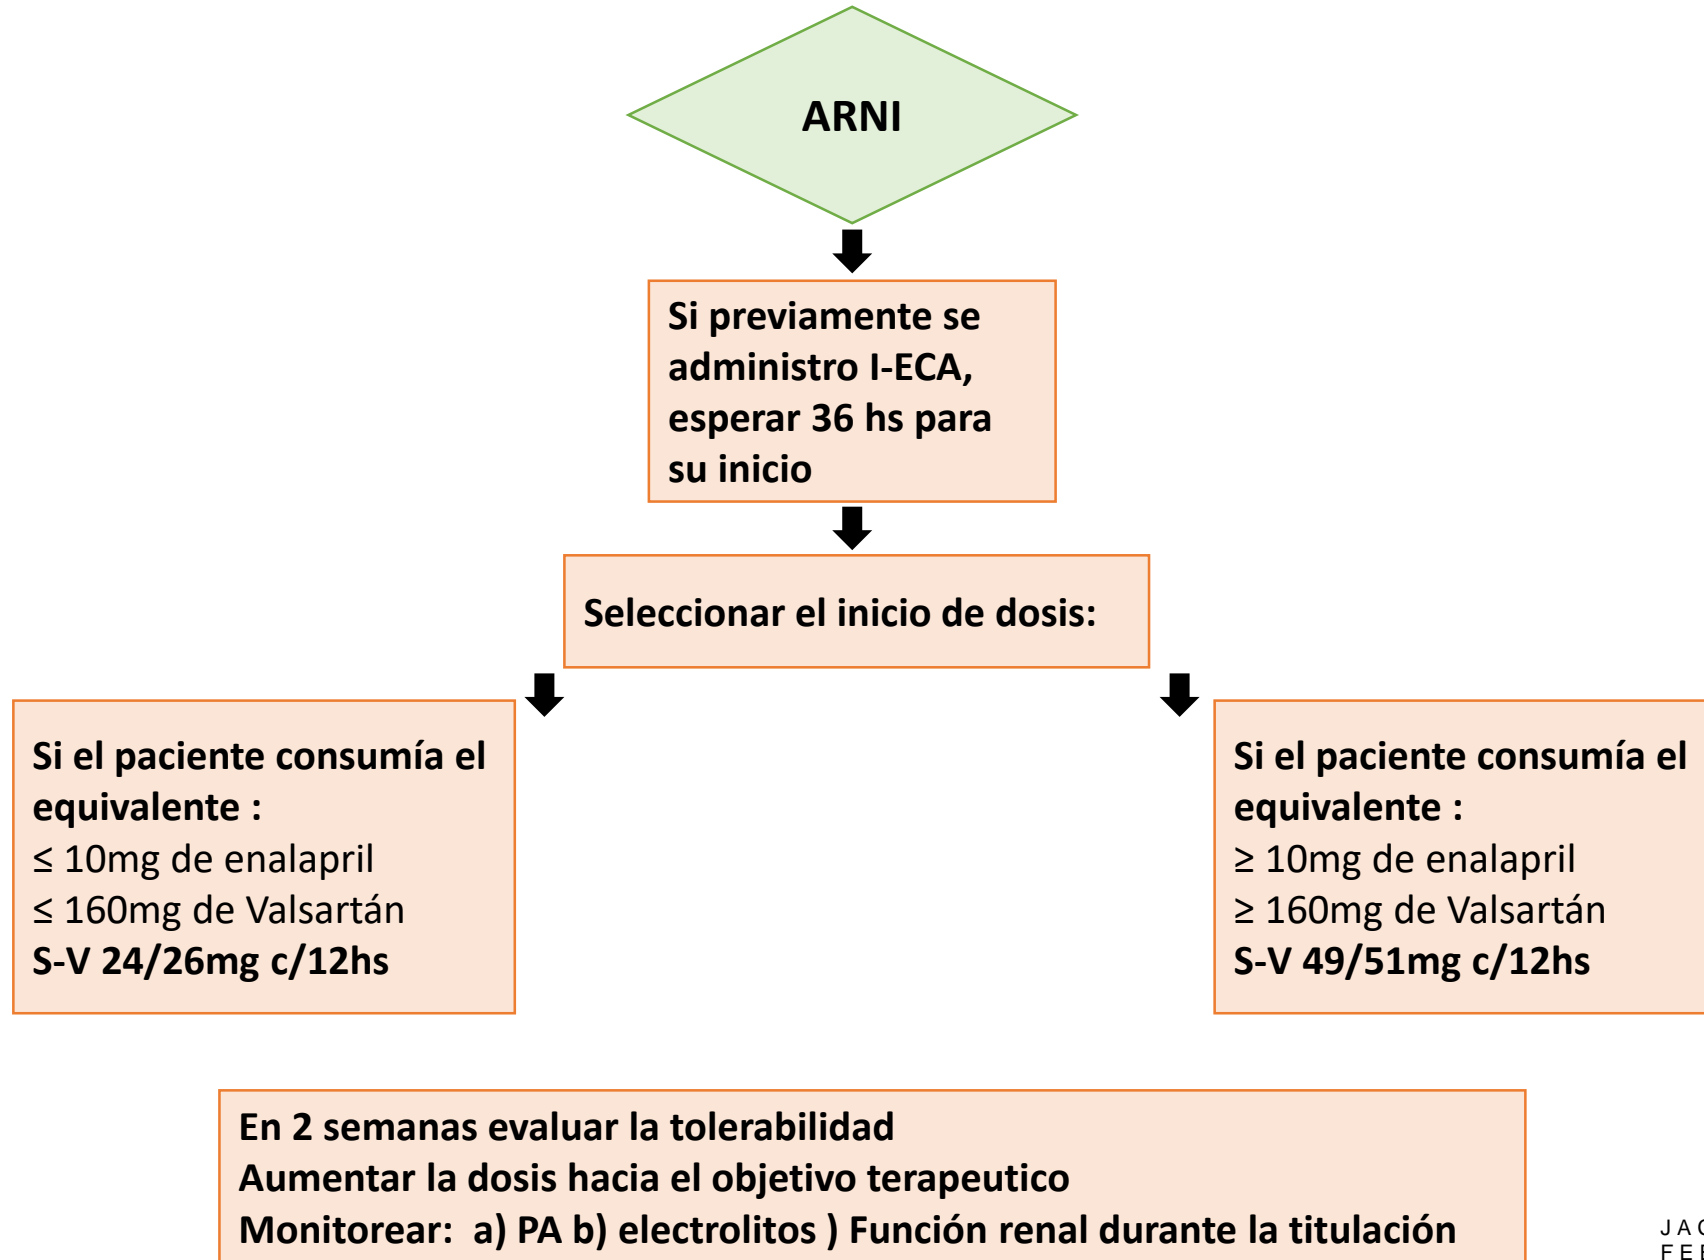 ARNI
Si previamente se
administro I-ECA,
esperar 36 hs para
su inicio
Seleccionar el inicio de dosis:
Si el paciente consumía el
equivalente :
≤ 10mg de enalapril
≤ 160mg de Valsartán
S-V 24/26mg c/12hs
Si el paciente consumía el
equivalente :
≥ 10mg de enalapril
≥ 160mg de Valsartán
S-V 49/51mg c/12hs
En 2 semanas evaluar la tolerabilidad
Aumentar la dosis hacia el objetivo terapeutico
Monitorear:  a) PA b) electrolitos ) Función renal durante la titulación